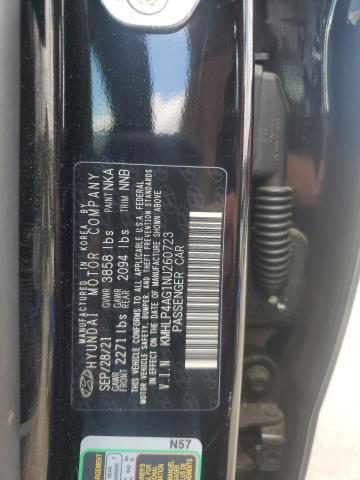 MANUFACTURED IN KOREA BY
HYUNDAI MOTOR COMPANY
SEP/28/21 GVWR 3858 lbs PAINT NKA
GAWR FRONT 2271 lbs GAWR REAR 2094 lbs TRIM NNB
THIS VEHICLE CONFORMS TO ALL APPLICABLE U.S.A. FEDERAL
MOTOR VEHICLE SAFETY, BUMPER, AND THEFT PREVENTION STANDARDS
IN EFFECT ON THE DATE OF MANUFACTURE SHOWN ABOVE.
V.I.N KMHLP4AG1NU260723
PASSENGER CAR
N57